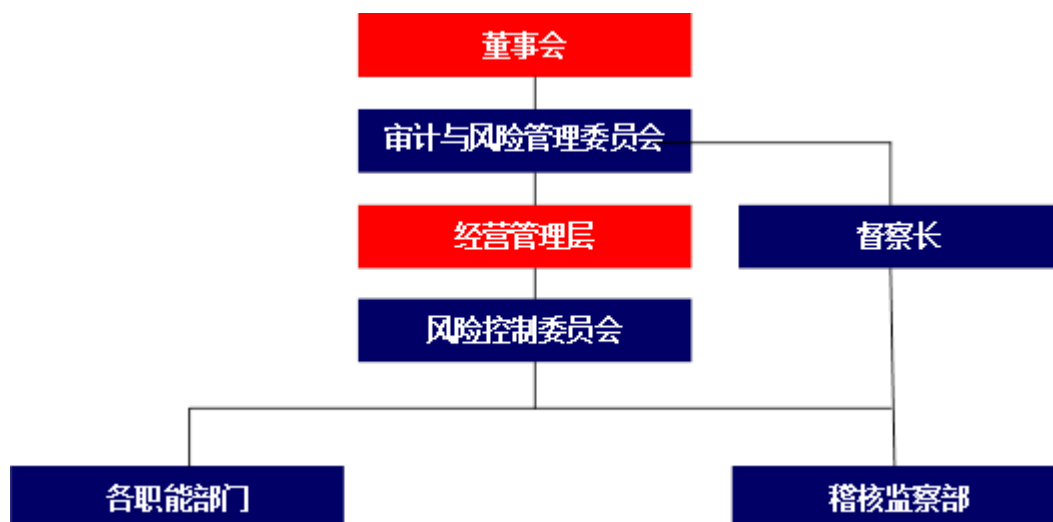 董事会
审计与风险管理委员会
经营管理层
督察长
风险控制委员会
各职能部门
稽核监察部